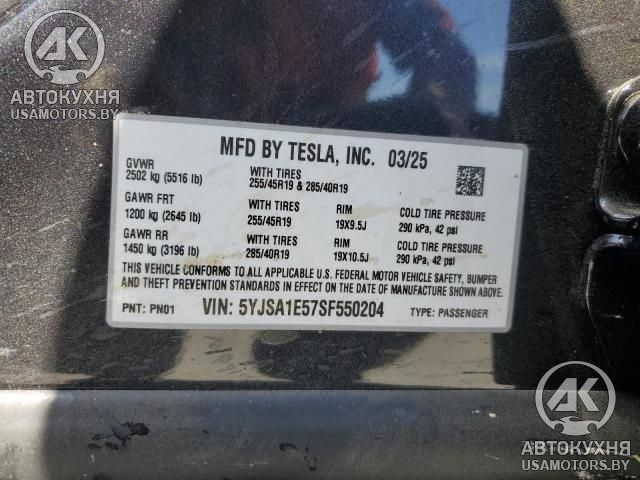 AK
АВТОКУХНЯ
USAMOTORS.BY
MFD BY TESLA, INC. 03/25
GVWR
2502 kg (5516 lb)
WITH TIRES
255/45R19 & 285/40R19
GAWR FRT
1200 kg (2645 lb)
WITH TIRES
255/45R19
RIM
19X9.5J
COLD TIRE PRESSURE
290 kPa, 42 psi
GAWR RR
1450 kg (3196 lb)
WITH TIRES
285/40R19
RIM
19X10.5J
COLD TIRE PRESSURE
290 kPa, 42 psi
THIS VEHICLE CONFORMS TO ALL APPLICABLE U.S. FEDERAL MOTOR VEHICLE SAFETY, BUMPER
AND THEFT PREVENTION STANDARDS IN EFFECT ON THE DATE OF MANUFACTURE SHOWN ABOVE.
PNT: PN01
VIN: 5YJSA1E57SF550204
TYPE: PASSENGER
AK
АВТОКУХНЯ
USAMOTORS.BY